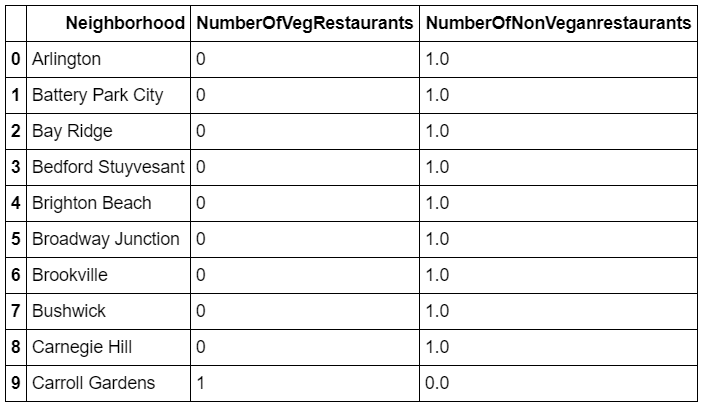 Neighborhood NumberOfVegRestaurants NumberOfNonVeganrestaurants
0 Arlington 0 1.0
1 Battery Park City 0 1.0
2 Bay Ridge 0 1.0
3 Bedford Stuyvesant 0 1.0
4 Brighton Beach 0 1.0
5 Broadway Junction 0 1.0
6 Brookville 0 1.0
7 Bushwick 0 1.0
8 Carnegie Hill 0 1.0
9 Carroll Gardens 1 0.0